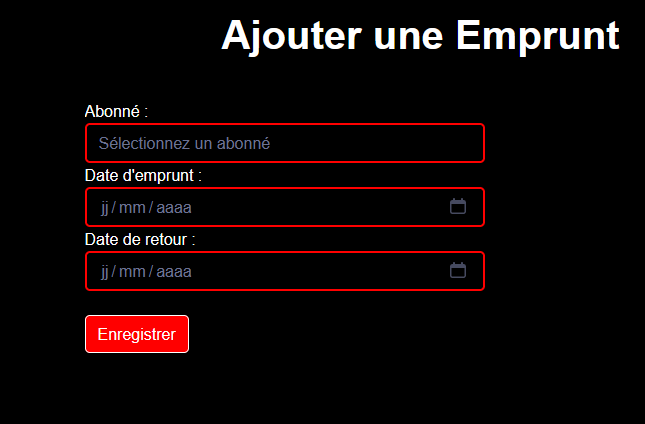 Ajouter une Emprunt
Abonné :
Sélectionnez un abonné
Date d'emprunt :
jj/mm/aaaa
Date de retour :
jj/mm/aaaa
Enregistrer